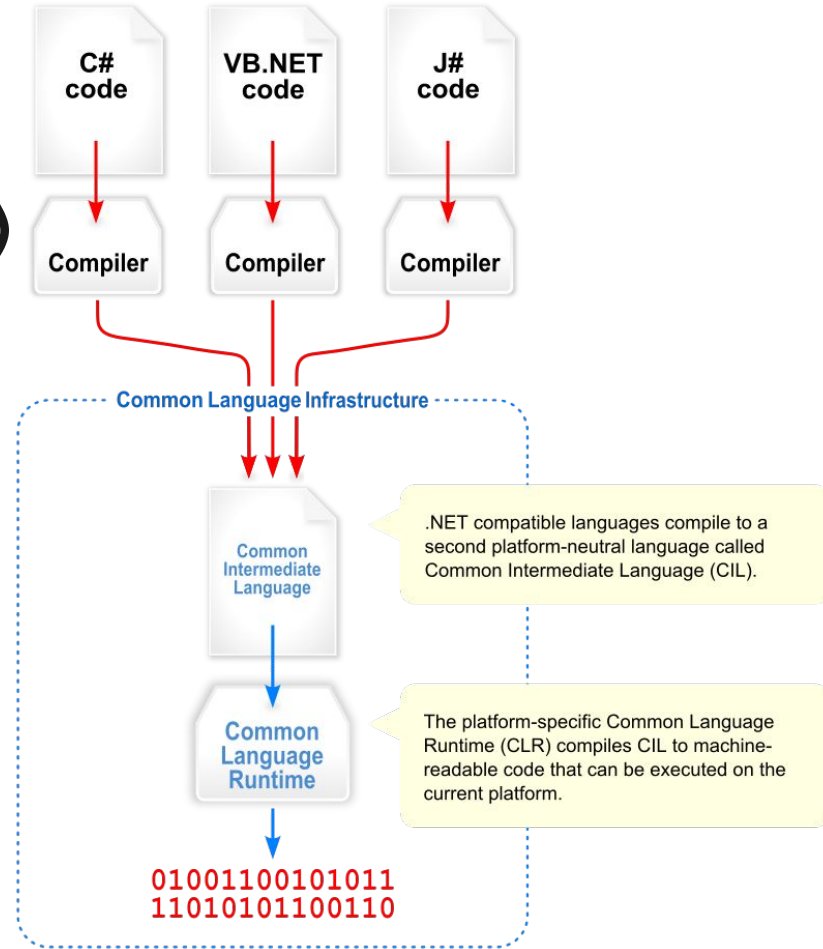 C#
code
VB.NET
code
J#
code
Compiler
Compiler
Compiler
Common Language Infrastructure
Common
Intermediate
Language
.NET compatible languages compile to a
second platform-neutral language called
Common Intermediate Language (CIL).
Common
Language
Runtime
The platform-specific Common Language
Runtime (CLR) compiles CIL to machine-
readable code that can be executed on the
current platform.
01001100101011
11010101100110